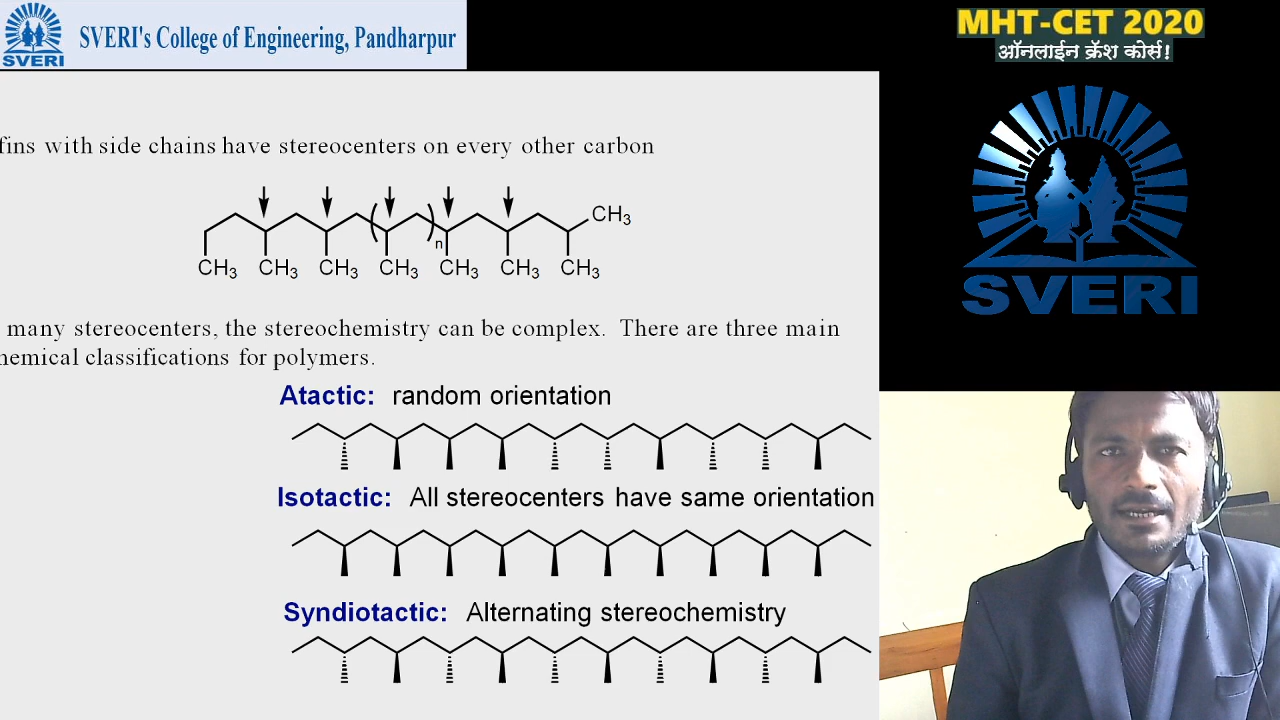 SVERI
SVERI's College of Engineering, Pandharpur
MHT-CET 2020
ऑनलाईन क्रॅश कोर्स!
SVERI
fins with side chains have stereocenters on every other carbon
CH3
n
CH3 CH3 CH3 CH3 CH3 CH3 CH3
many stereocenters, the stereochemistry can be complex. There are three main
hemical classifications for polymers.
Atactic: random orientation
Isotactic: All stereocenters have same orientation
Syndiotactic: Alternating stereochemistry